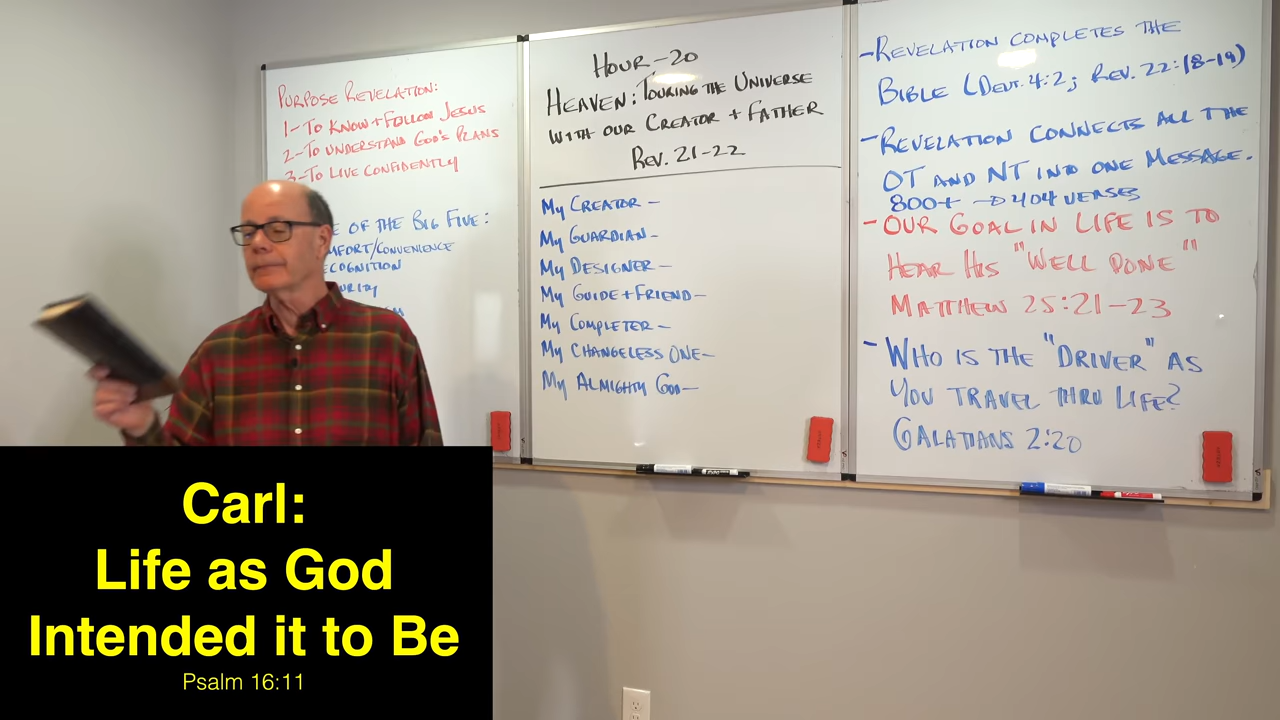 Purpose Revelation:
1- To Know + Follow Jesus
2- To Understand God's Plans
3- To Live Confidently
E OF THE BIG FIVE:
MFORT/CONVENIENCE
ECOGNITION
URITY
Hour-20
Heaven: Touring the Universe
with our Creator + Father
Rev. 21-22
My Creator -
My Guardian -
My Designer -
My Guide + Friend -
My Completer -
My Changeless One -
My Almighty God -
- Revelation completes the
Bible (Deut. 4:2; Rev. 22:18-19)
- Revelation connects all the
OT and NT into one Message.
800+ → 404 verses
- Our Goal in Life is to
Hear His "Well Done"
Matthew 25:21-23
- Who is the "Driver" as
you travel thru life?
Galatians 2:20
Carl:
Life as God
Intended it to Be
Psalm 16:11